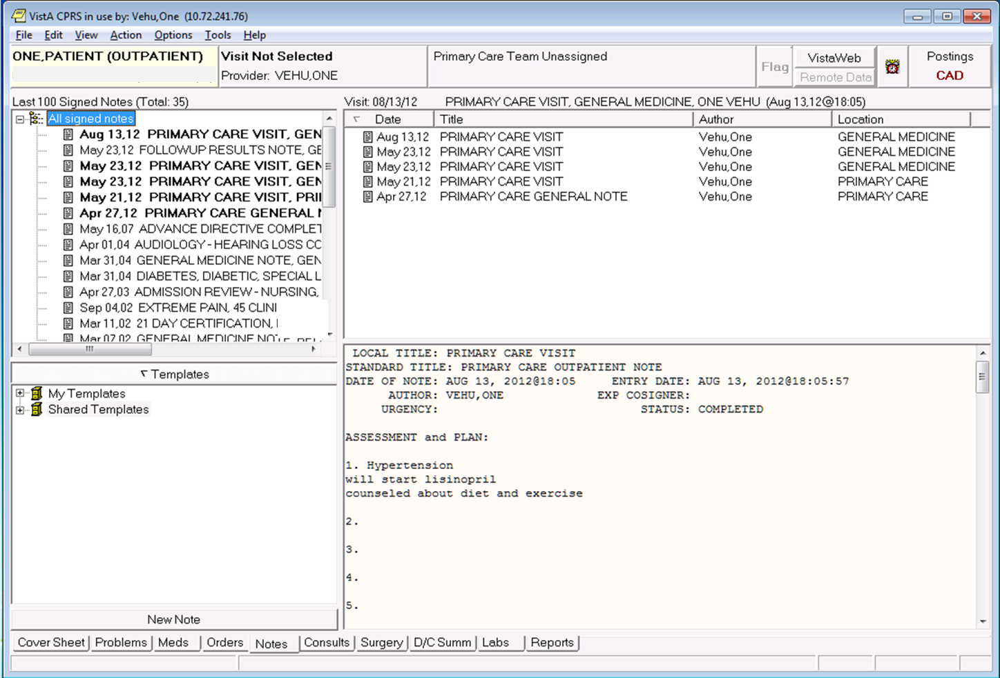 VistA CPRS in use by: Vehu,One (10.72.241.76)
File Edit View Action Options Tools Help
ONE,PATIENT (OUTPATIENT)
Visit Not Selected
Provider: VEHU,ONE
Primary Care Team Unassigned
Flag
VistaWeb
Remote Data
Postings
CAD
Last 100 Signed Notes (Total: 35)
All signed notes
Aug 13,12 PRIMARY CARE VISIT, GEN
May 23,12 FOLLOWUP RESULTS NOTE, GE
May 23,12 PRIMARY CARE VISIT, GEN
May 23,12 PRIMARY CARE VISIT, GEN
May 21,12 PRIMARY CARE VISIT, PRI
Apr 27,12 PRIMARY CARE GENERAL
May 16,07 ADVANCE DIRECTIVE COMPLET
Apr 01,04 AUDIOLOGY - HEARING LOSS CO
Mar 31,04 GENERAL MEDICINE NOTE, GEN
Mar 31,04 DIABETES, DIABETIC, SPECIAL L
Apr 27,03 ADMISSION REVIEW - NURSING,
Sep 04,02 EXTREME PAIN, 45 CLINI
Mar 11,02 21 DAY CERTIFICATION,
Mar 07,02 GENERAL MEDICINE
Templates
My Templates
Shared Templates
New Note
Visit: 08/13/12 PRIMARY CARE VISIT, GENERAL MEDICINE, ONE VEHU (Aug 13,12@18:05)
Date Title Author Location
Aug 13,12 PRIMARY CARE VISIT Vehu,One GENERAL MEDICINE
May 23,12 PRIMARY CARE VISIT Vehu,One GENERAL MEDICINE
May 23,12 PRIMARY CARE VISIT Vehu,One GENERAL MEDICINE
May 21,12 PRIMARY CARE VISIT Vehu,One PRIMARY CARE
Apr 27,12 PRIMARY CARE GENERAL NOTE Vehu,One PRIMARY CARE
LOCAL TITLE: PRIMARY CARE VISIT
STANDARD TITLE: PRIMARY CARE OUTPATIENT NOTE
DATE OF NOTE: AUG 13, 2012@18:05 ENTRY DATE: AUG 13, 2012@18:05:57
AUTHOR: VEHU,ONE EXP COSIGNER:
URGENCY: STATUS: COMPLETED
ASSESSMENT and PLAN:
1. Hypertension
will start lisinopril
counseled about diet and exercise
2.
3.
4.
5.
Cover Sheet Problems Meds Orders Notes Consults Surgery D/C Summ Labs Reports